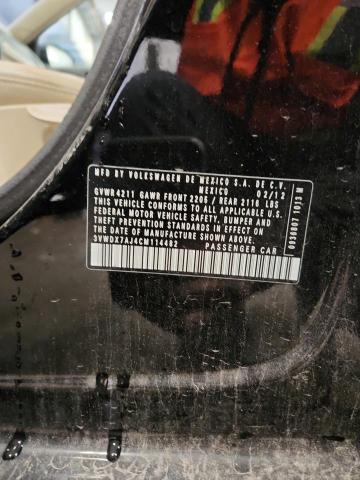 MFD BY VOLKSWAGEN DE MEXICO S.A. DE C.V.
MEXICO 02/12
GVWR 4211 GAWR FRONT 2205 / REAR 2116 LBS
THIS VEHICLE CONFORMS TO ALL APPLICABLE
FEDERAL MOTOR VEHICLE SAFETY, BUMPER AND
THEFT PREVENTION STANDARDS IN EFFECT ON
THE DATE OF MANUFACTURE SHOWN ABOVE.
3VWDX7AJ4CM114482 PASSENGER CAR